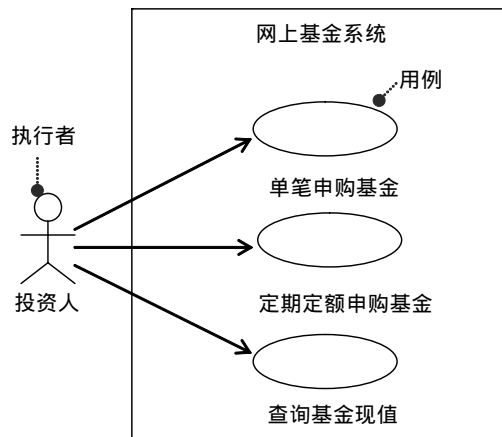 网上基金系统
用例
执行者
单笔申购基金
投资人
定期定额申购基金
查询基金现值